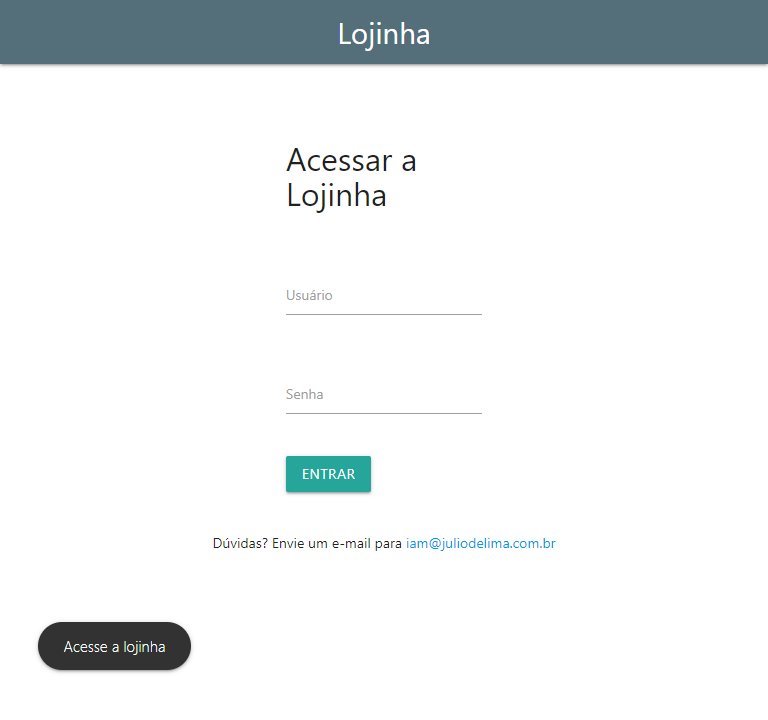 Lojinha
Acessar a
Lojinha
Usuário
Senha
ENTRAR
Dúvidas? Envie um e-mail para iam@juliodelima.com.br
Acesse a lojinha